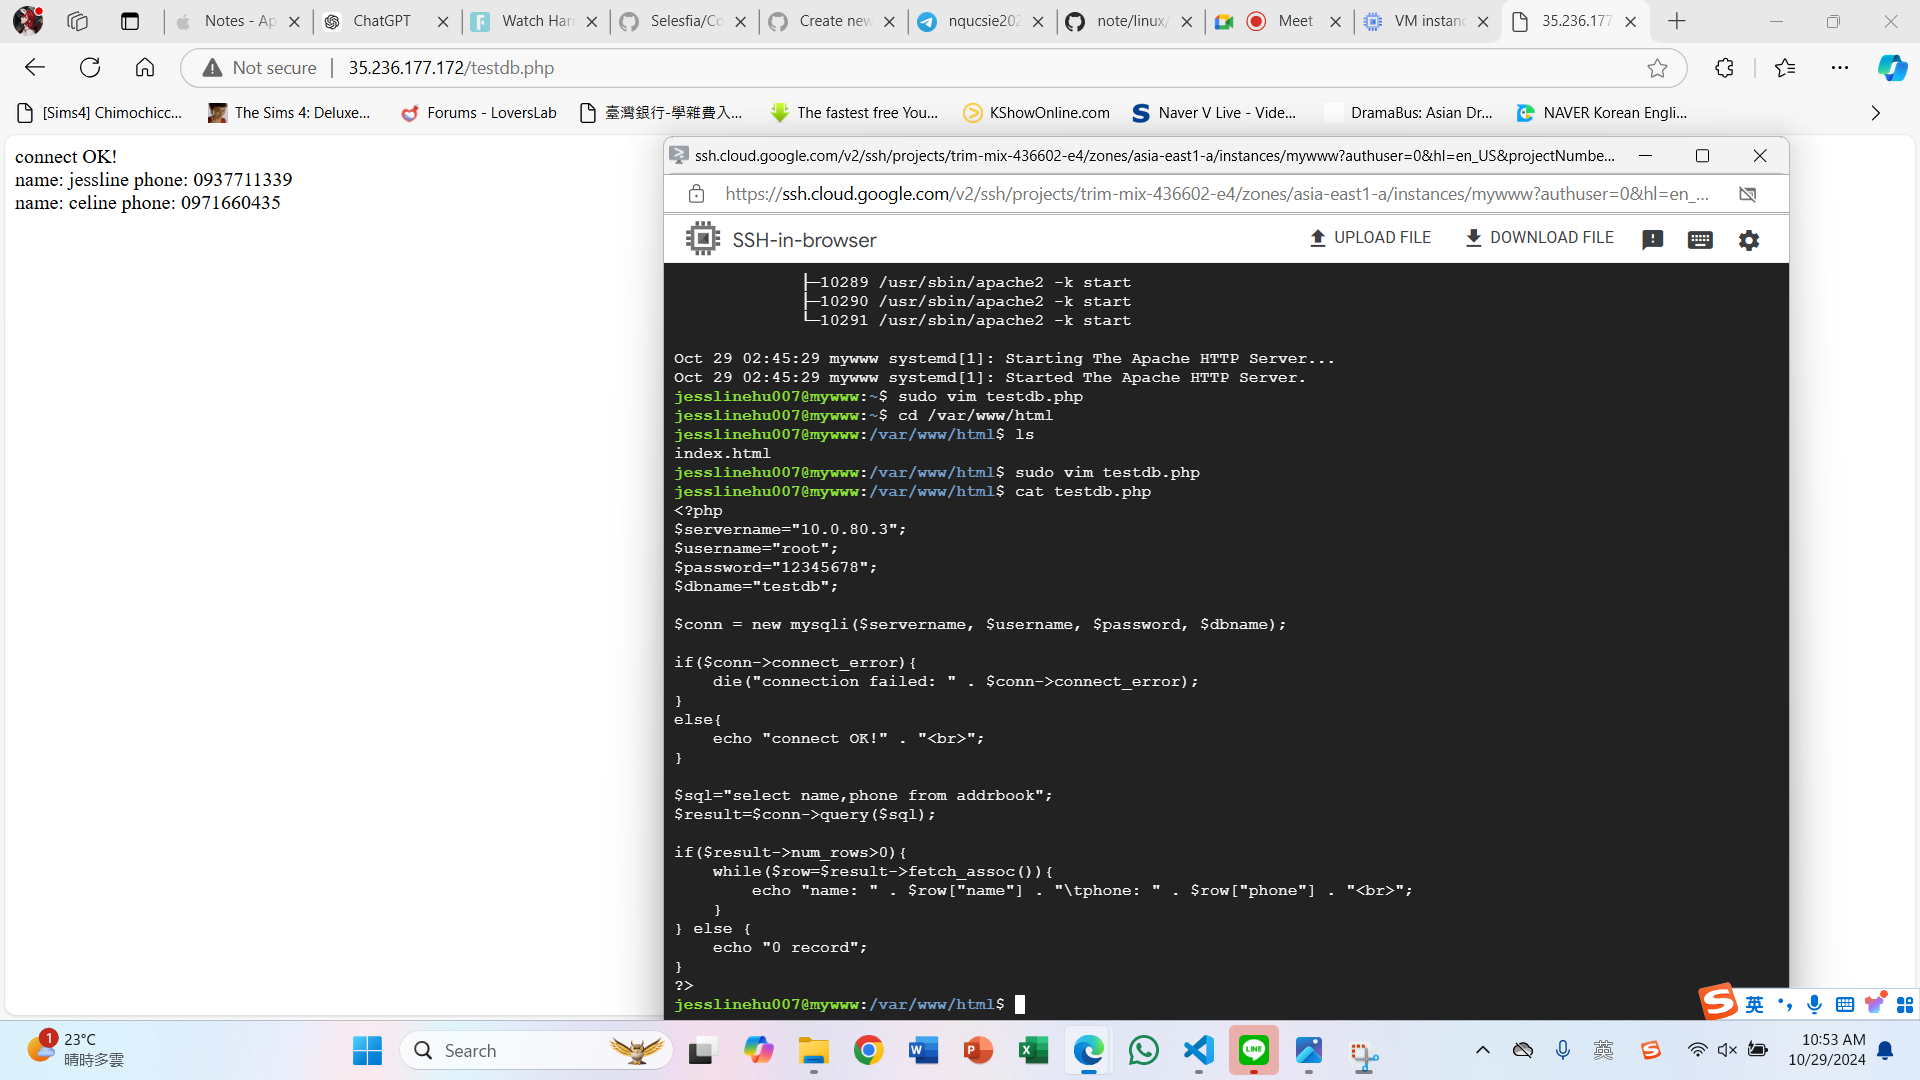 Notes - Ap
ChatGPT
Watch Har
Selesfia/Co
Create new
nqucsie202
note/linux/
Meet
VM instanc
35.236.177
Not secure
35.236.177.172/testdb.php
[Sims4] Chimochicc...
The Sims 4: Deluxe...
Forums - LoversLab
臺灣銀行-學雜費入...
The fastest free You...
KShowOnline.com
Naver V Live - Vide...
DramaBus: Asian Dr...
NAVER Korean Engli...
connect OK!
name: jessline phone: 0937711339
name: celine phone: 0971660435
ssh.cloud.google.com/v2/ssh/projects/trim-mix-436602-e4/zones/asia-east1-a/instances/mywww?authuser=0&hl=en_US&projectNumbe...
https://ssh.cloud.google.com/v2/ssh/projects/trim-mix-436602-e4/zones/asia-east1-a/instances/mywww?authuser=0&hl=en_...
SSH-in-browser
UPLOAD FILE
DOWNLOAD FILE
├─10289 /usr/sbin/apache2 -k start
├─10290 /usr/sbin/apache2 -k start
└─10291 /usr/sbin/apache2 -k start
Oct 29 02:45:29 mywww systemd[1]: Starting The Apache HTTP Server...
Oct 29 02:45:29 mywww systemd[1]: Started The Apache HTTP Server.
jesslinehu007@mywww:~$ sudo vim testdb.php
jesslinehu007@mywww:~$ cd /var/www/html
jesslinehu007@mywww:/var/www/html$ ls
index.html
jesslinehu007@mywww:/var/www/html$ sudo vim testdb.php
jesslinehu007@mywww:/var/www/html$ cat testdb.php
<?php
$servername="10.0.80.3";
$username="root";
$password="12345678";
$dbname="testdb";
$conn = new mysqli($servername, $username, $password, $dbname);
if($conn->connect_error){
die("connection failed: " . $conn->connect_error);
}
else{
echo "connect OK!" . "<br>";
}
$sql="select name,phone from addrbook";
$result=$conn->query($sql);
if($result->num_rows>0){
while($row=$result->fetch_assoc()){
echo "name: " . $row["name"] . "\tphone: " . $row["phone"] . "<br>";
}
} else {
echo "0 record";
}
?>
jesslinehu007@mywww:/var/www/html$
英
1
23°C
晴時多雲
Search
LINE
英
10:53 AM
10/29/2024